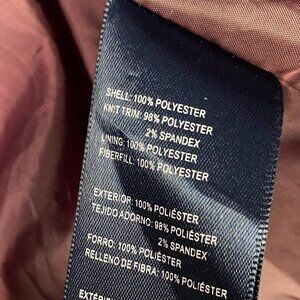 SHELL: 100% POLYESTER
KNIT TRIM: 98% POLYESTER
2% SPANDEX
LINING: 100% POLYESTER
FIBERFILL: 100% POLYESTER
EXTERIOR: 100% POLIÉSTER
TEJIDO ADORNO: 98% POLIÉSTER
2% SPANDEX
FORRO: 100% POLIÉSTER
RELLENO DE FIBRA: 100% POLIÉSTER